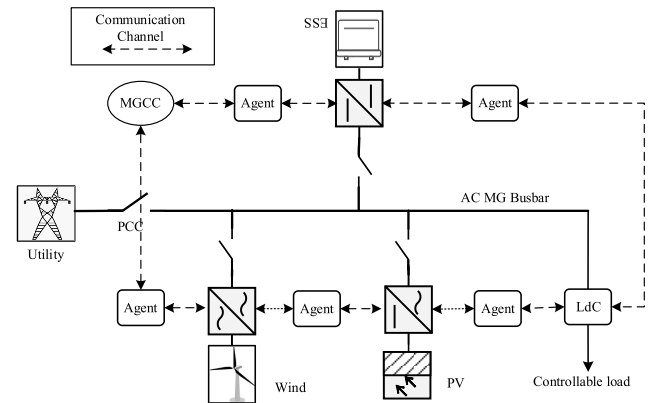 Communication
Channel
ESS
MGCC
Agent
Agent
AC MG Busbar
PCC
Utility
Agent
Agent
Agent
LdC
Wind
PV
Controllable load